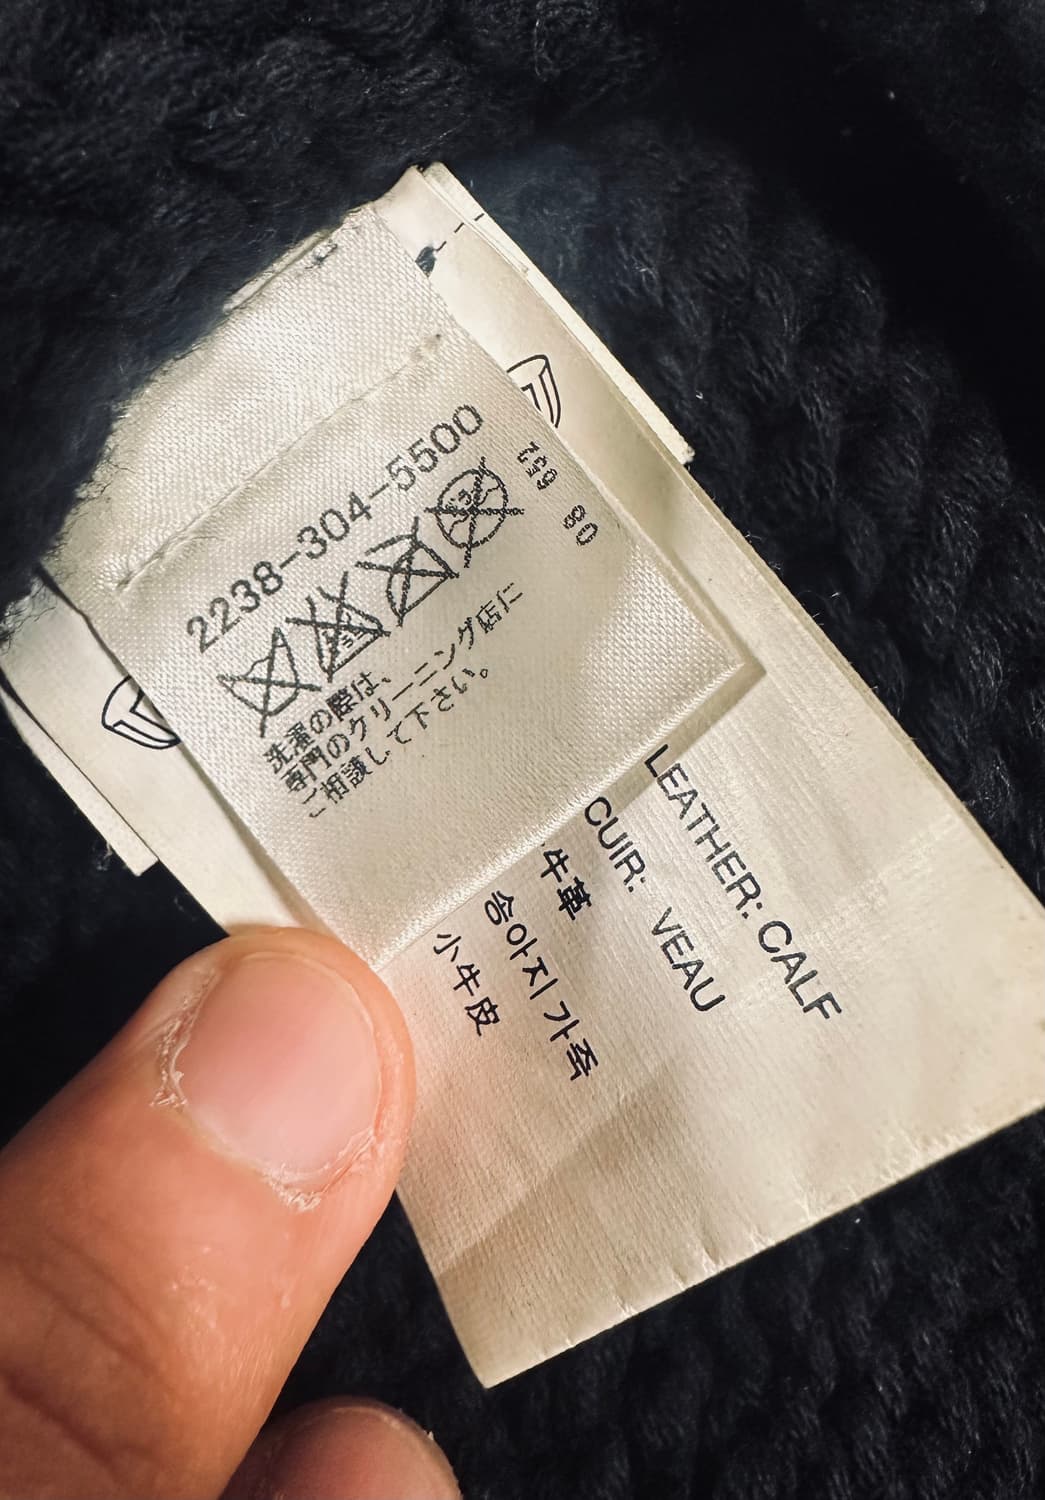 2238-304-5500
洗濯の際は、
専門のクリーニング店に
ご相談して下さい。
LEATHER: CALF
CUIR: VEAU
牛革
송아지 가죽
小牛皮